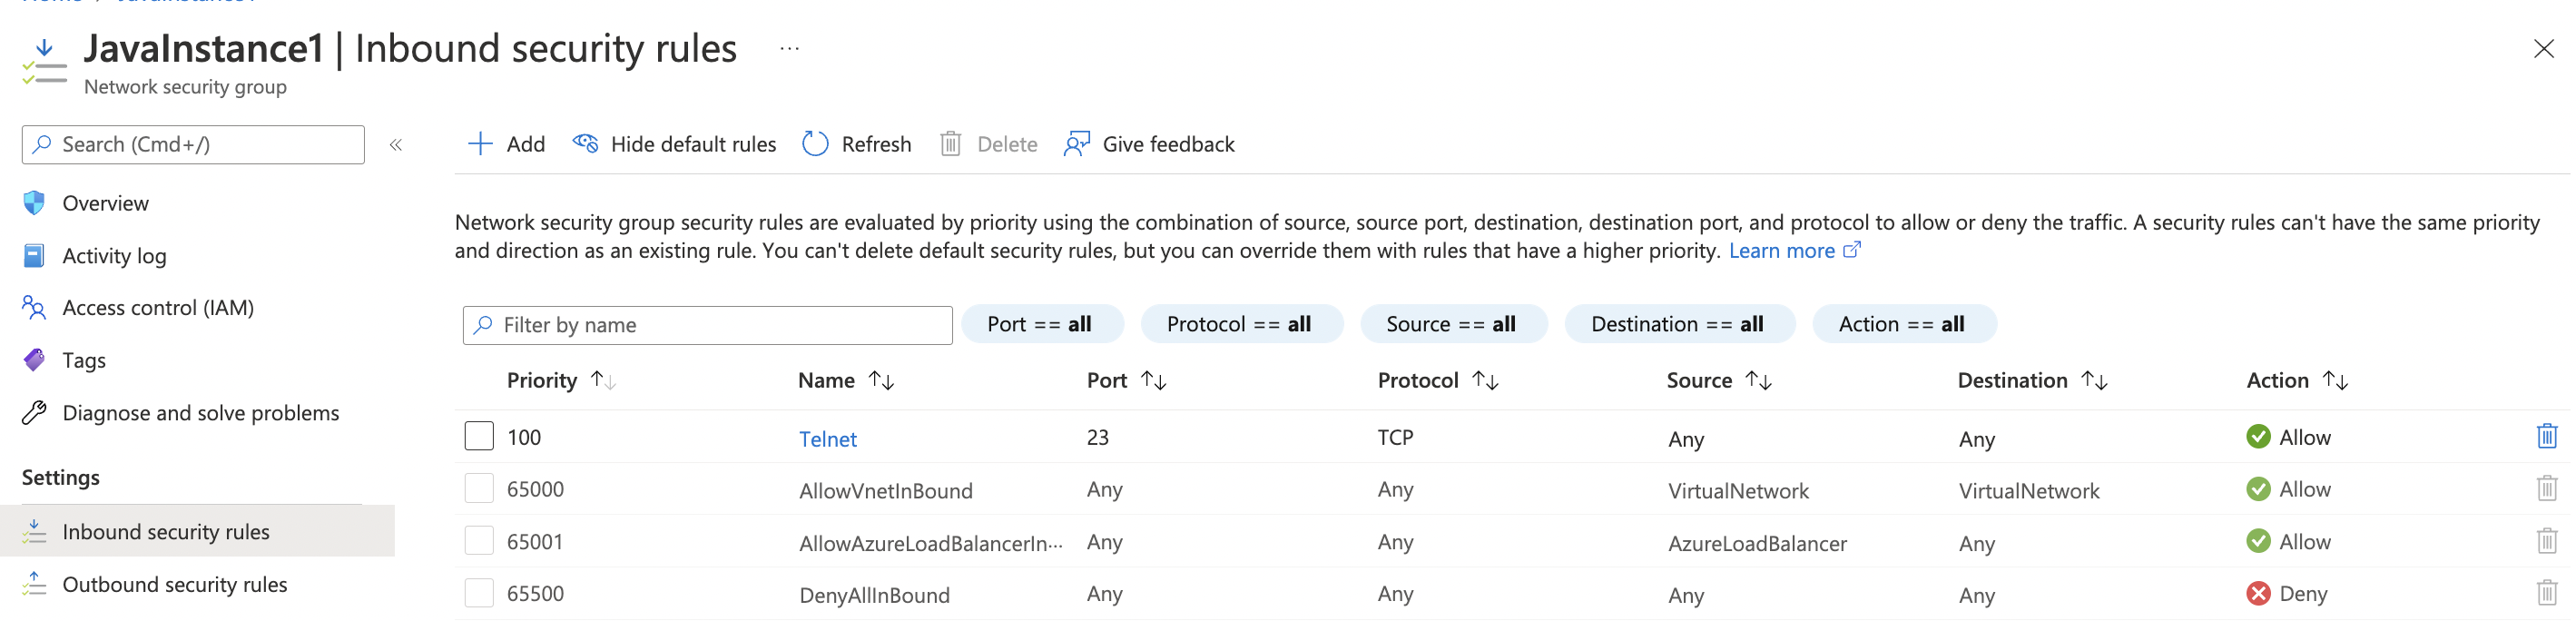 JavaInstance1 | Inbound security rules ...
Network security group
Search (Cmd+/)
«
Add
Hide default rules
Refresh
Delete
Give feedback
Overview
Activity log
Access control (IAM)
Tags
Diagnose and solve problems
Settings
Inbound security rules
Outbound security rules
Network security group security rules are evaluated by priority using the combination of source, source port, destination, destination port, and protocol to allow or deny the traffic. A security rules can't have the same priority
and direction as an existing rule. You can't delete default security rules, but you can override them with rules that have a higher priority. Learn more
Filter by name
Port == all
Protocol == all
Source == all
Destination == all
Action == all
Priority Name Port Protocol Source Destination Action
100 Telnet 23 TCP Any Any Allow
65000 AllowVnetInBound Any Any VirtualNetwork VirtualNetwork Allow
65001 AllowAzureLoadBalancerIn... Any Any AzureLoadBalancer Any Allow
65500 DenyAllInBound Any Any Any Any Deny